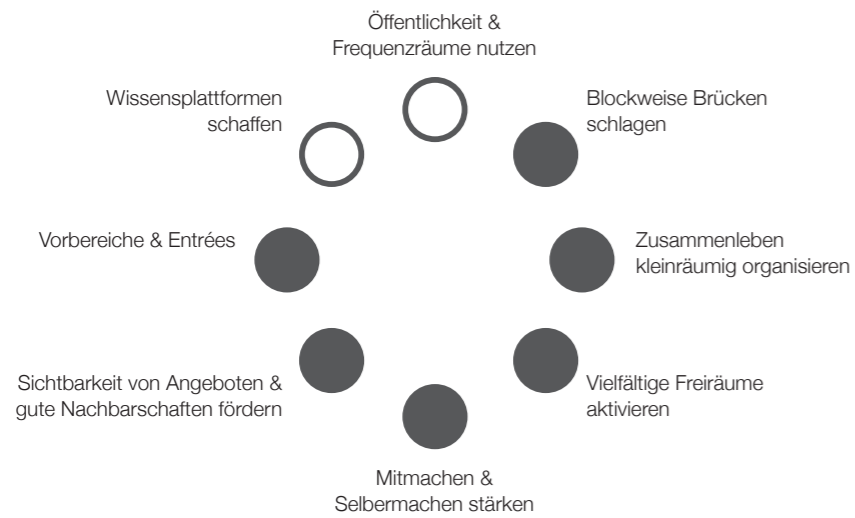 Öffentlichkeit &
Frequenzräume nutzen
Wissensplattformen
schaffen
Blockweise Brücken
schlagen
Vorbereiche & Entrées
Zusammenleben
kleinräumig organisieren
Sichtbarkeit von Angeboten &
gute Nachbarschaften fördern
Vielfältige Freiräume
aktivieren
Mitmachen &
Selbermachen stärken